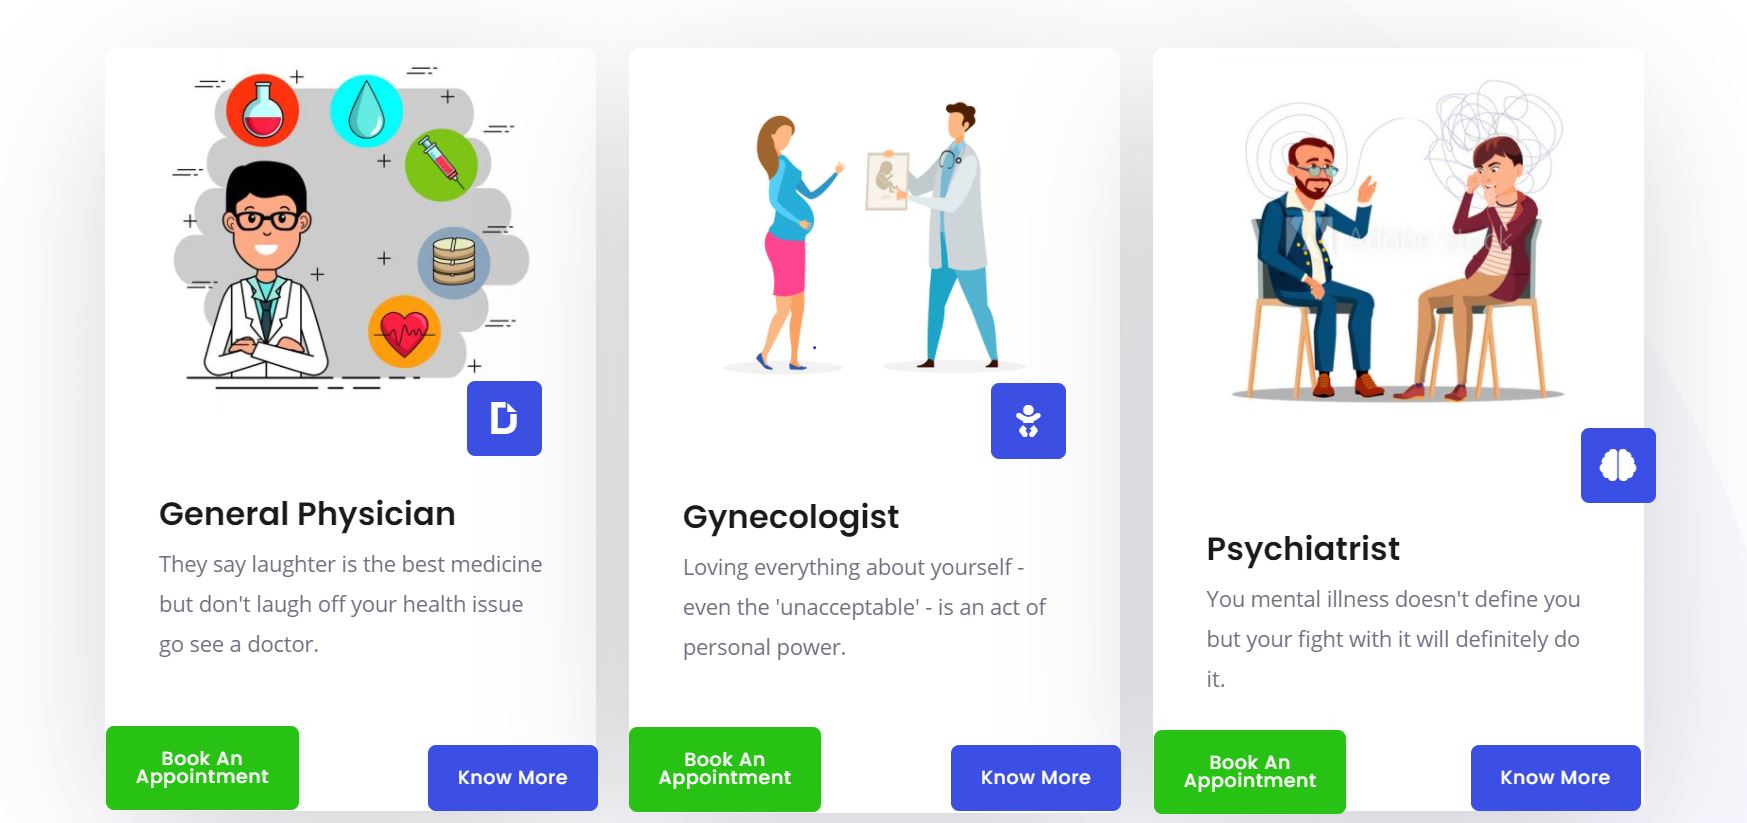 Adobe Stock
General Physician
They say laughter is the best medicine
but don't laugh off your health issue
go see a doctor.
Book An
Appointment
Know More
Gynecologist
Loving everything about yourself -
even the 'unacceptable' - is an act of
personal power.
Book An
Appointment
Know More
Psychiatrist
You mental illness doesn't define you
but your fight with it will definitely do
it.
Book An
Appointment
Know More